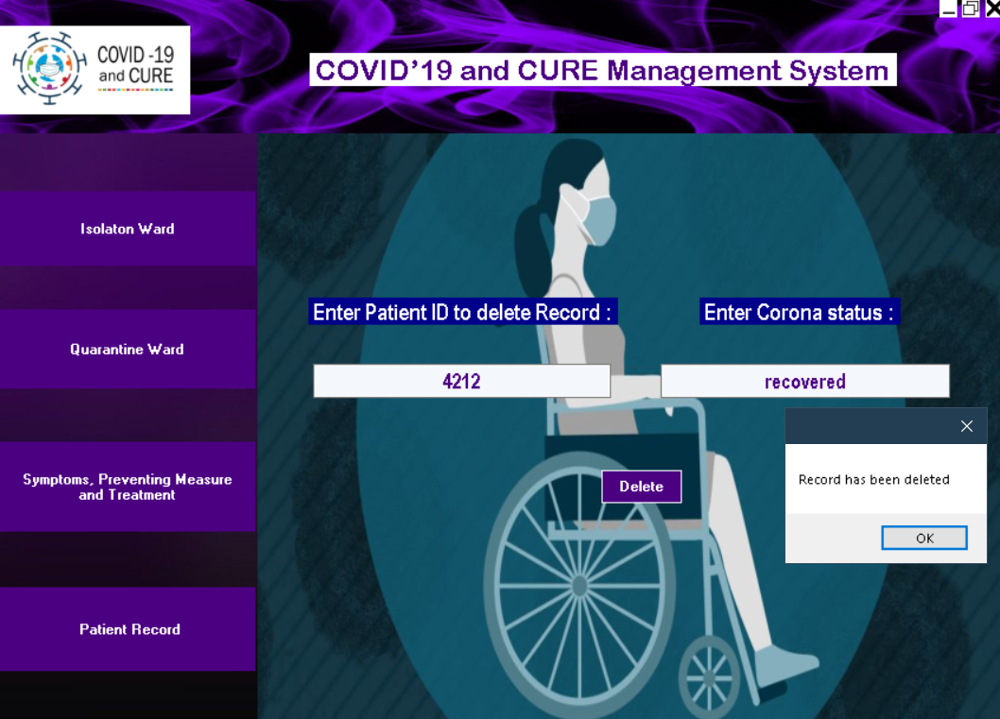 COVID -19
and CURE
COVID'19 and CURE Management System
Isolaton Ward
Quarantine Ward
Symptoms, Preventing Measure
and Treatment
Patient Record
Enter Patient ID to delete Record :
Enter Corona status :
4212
recovered
Delete
Record has been deleted
OK